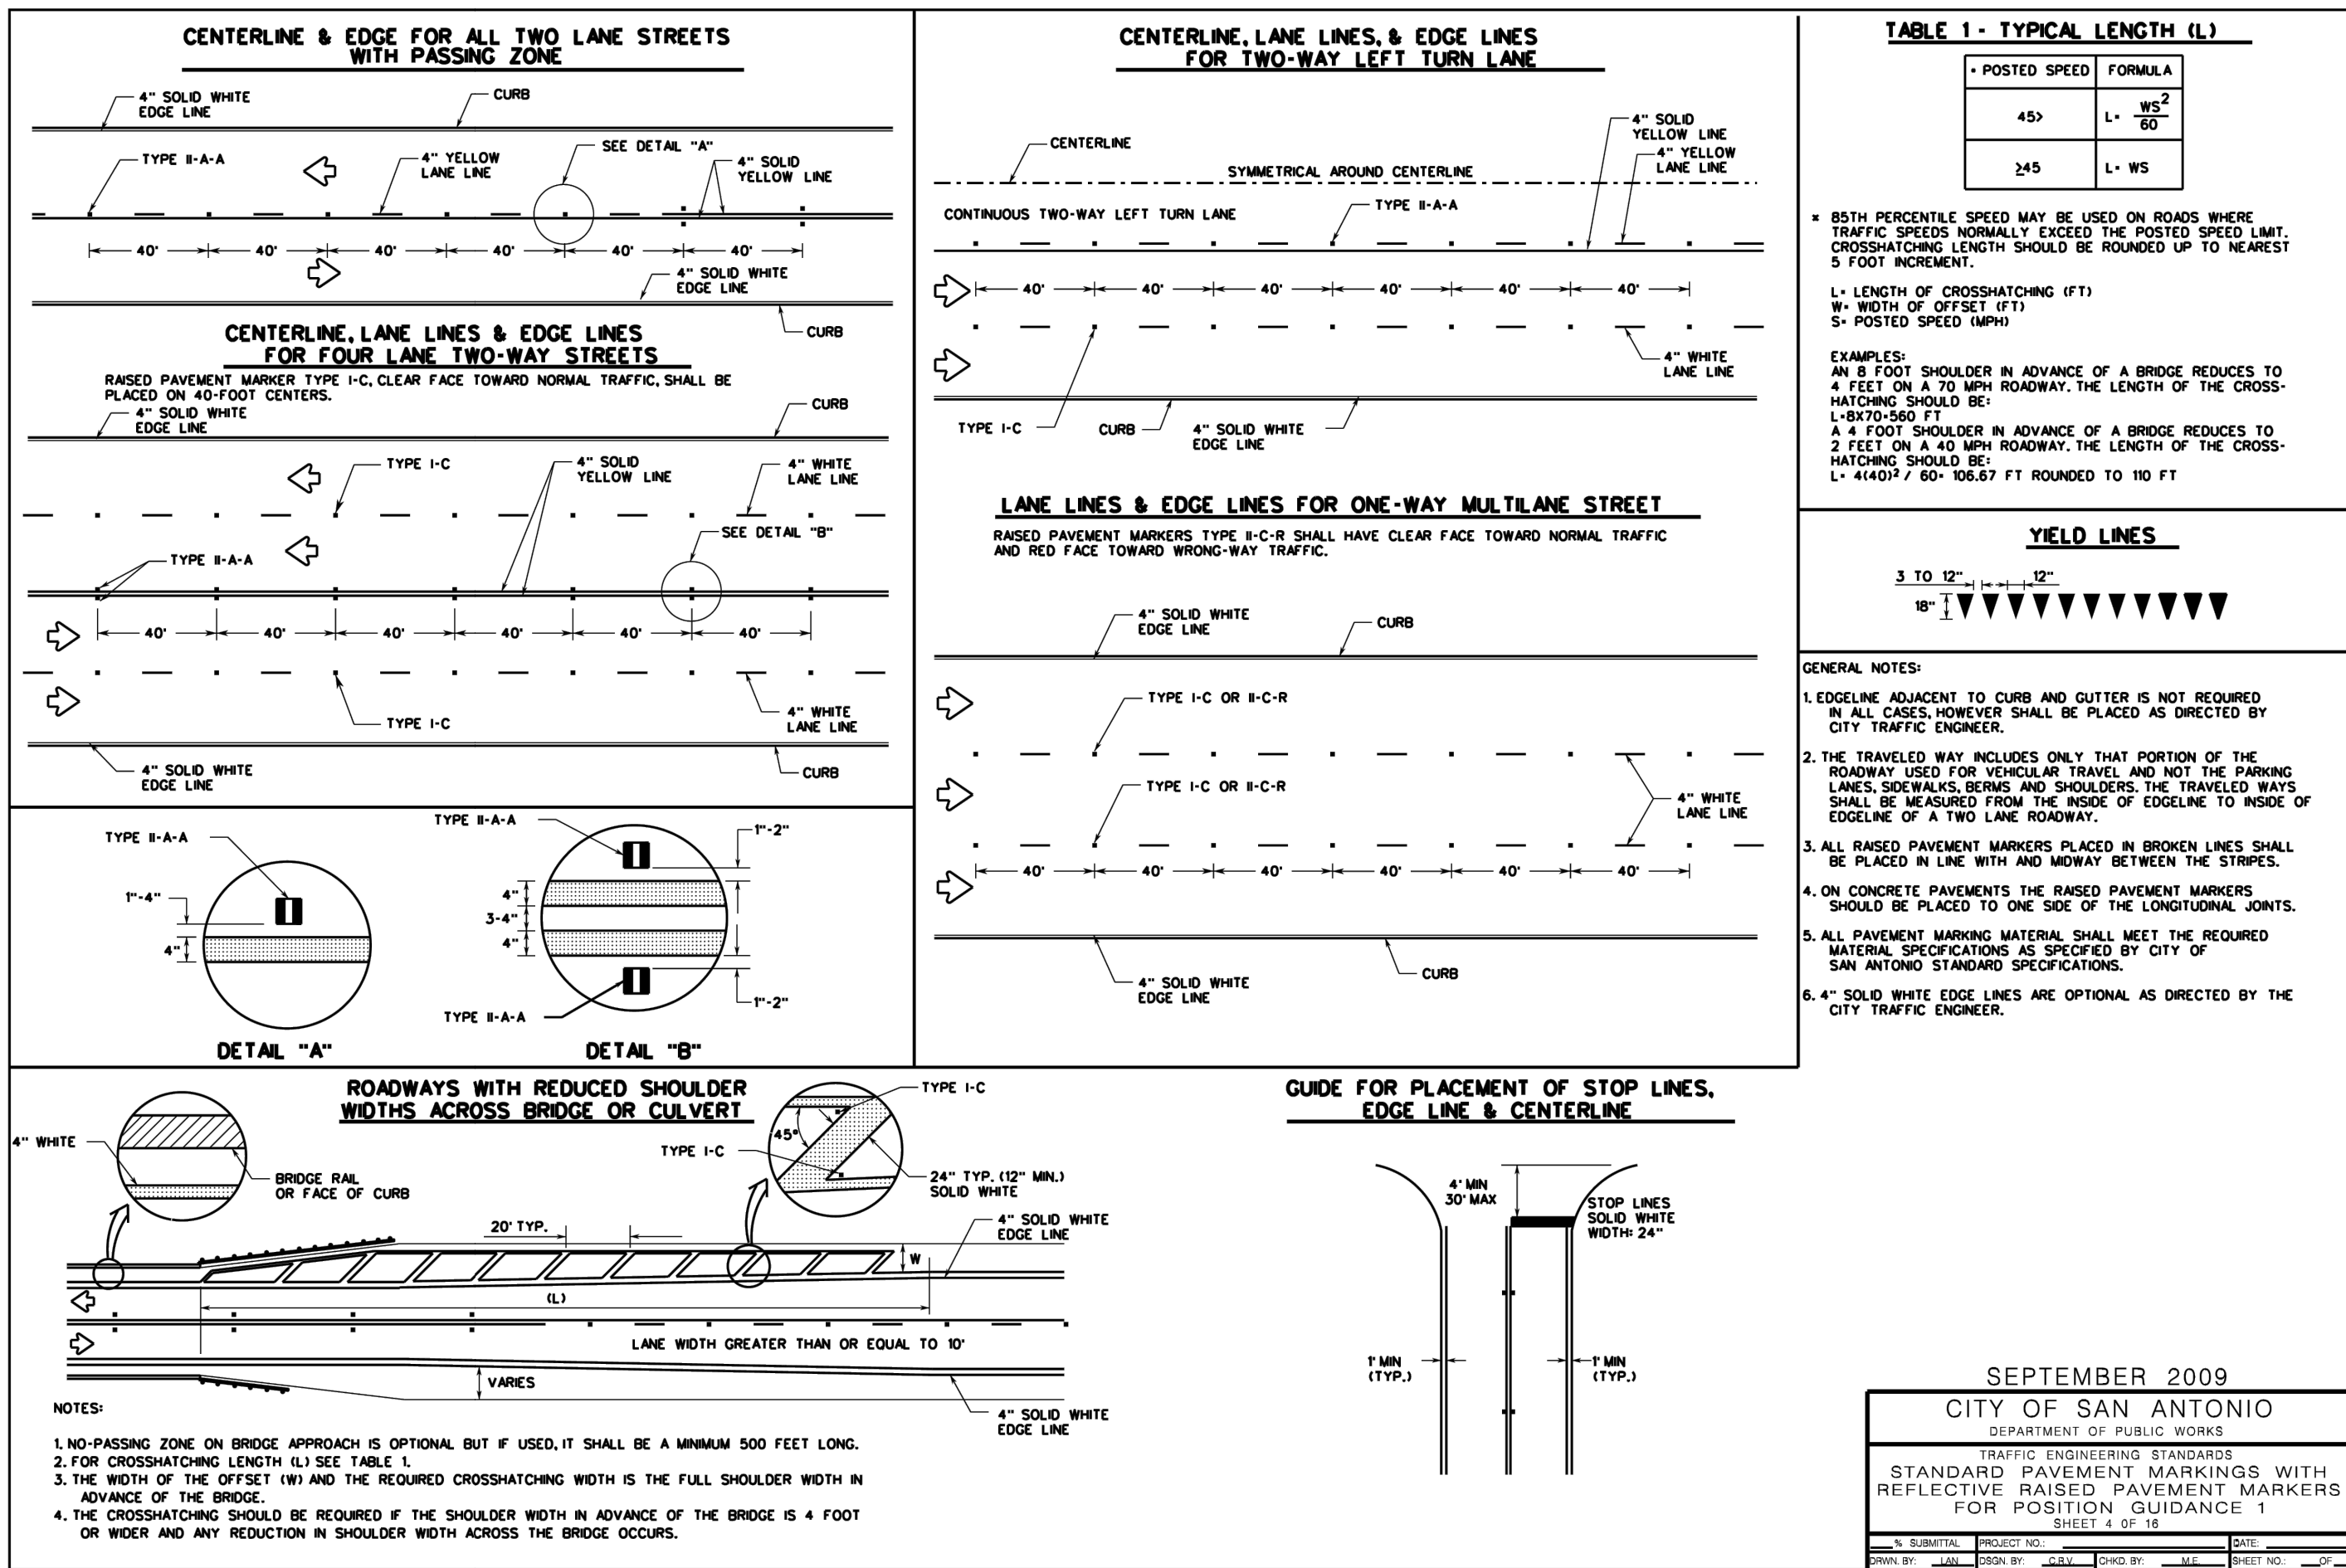 CENTERLINE & EDGE FOR ALL TWO LANE STREETS
WITH PASSING ZONE
4" SOLID WHITE
EDGE LINE
CURB
TYPE II-A-A
4" YELLOW
LANE LINE
SEE DETAIL "A"
4" SOLID
YELLOW LINE
40' 40' 40' 40' 40' 40'
4" SOLID WHITE
EDGE LINE
CURB
CENTERLINE, LANE LINES & EDGE LINES
FOR FOUR LANE TWO-WAY STREETS
RAISED PAVEMENT MARKER TYPE I-C, CLEAR FACE TOWARD NORMAL TRAFFIC, SHALL BE
PLACED ON 40-FOOT CENTERS.
4" SOLID WHITE
EDGE LINE
CURB
TYPE I-C
4" SOLID
YELLOW LINE
4" WHITE
LANE LINE
SEE DETAIL "B"
TYPE II-A-A
40' 40' 40' 40' 40' 40'
TYPE I-C
4" WHITE
LANE LINE
4" SOLID WHITE
EDGE LINE
CURB
TYPE II-A-A
1"-4"
4"
DETAIL "A"
TYPE II-A-A
1"-2"
4"
3-4"
4"
1"-2"
TYPE II-A-A
DETAIL "B"
CENTERLINE, LANE LINES, & EDGE LINES
FOR TWO-WAY LEFT TURN LANE
4" SOLID
YELLOW LINE
CENTERLINE
4" YELLOW
LANE LINE
SYMMETRICAL AROUND CENTERLINE
CONTINUOUS TWO-WAY LEFT TURN LANE
TYPE II-A-A
40' 40' 40' 40' 40' 40'
4" WHITE
LANE LINE
TYPE I-C
CURB
4" SOLID WHITE
EDGE LINE
LANE LINES & EDGE LINES FOR ONE-WAY MULTILANE STREET
RAISED PAVEMENT MARKERS TYPE II-C-R SHALL HAVE CLEAR FACE TOWARD NORMAL TRAFFIC
AND RED FACE TOWARD WRONG-WAY TRAFFIC.
4" SOLID WHITE
EDGE LINE
CURB
TYPE I-C OR II-C-R
TYPE I-C OR II-C-R
4" WHITE
LANE LINE
40' 40' 40' 40' 40' 40'
4" SOLID WHITE
EDGE LINE
CURB
TABLE 1 - TYPICAL LENGTH (L)
* POSTED SPEED FORMULA
45> L= WS²/60
≥45 L= WS
* 85TH PERCENTILE SPEED MAY BE USED ON ROADS WHERE
TRAFFIC SPEEDS NORMALLY EXCEED THE POSTED SPEED LIMIT.
CROSSHATCHING LENGTH SHOULD BE ROUNDED UP TO NEAREST
5 FOOT INCREMENT.
L= LENGTH OF CROSSHATCHING (FT)
W= WIDTH OF OFFSET (FT)
S= POSTED SPEED (MPH)
EXAMPLES:
AN 8 FOOT SHOULDER IN ADVANCE OF A BRIDGE REDUCES TO
4 FEET ON A 70 MPH ROADWAY. THE LENGTH OF THE CROSS-
HATCHING SHOULD BE:
L=8X70=560 FT
A 4 FOOT SHOULDER IN ADVANCE OF A BRIDGE REDUCES TO
2 FEET ON A 40 MPH ROADWAY. THE LENGTH OF THE CROSS-
HATCHING SHOULD BE:
L= 4(40)² / 60= 106.67 FT ROUNDED TO 110 FT
YIELD LINES
3 TO 12" 12"
18"
GENERAL NOTES:
1. EDGELINE ADJACENT TO CURB AND GUTTER IS NOT REQUIRED
IN ALL CASES, HOWEVER SHALL BE PLACED AS DIRECTED BY
CITY TRAFFIC ENGINEER.
2. THE TRAVELED WAY INCLUDES ONLY THAT PORTION OF THE
ROADWAY USED FOR VEHICULAR TRAVEL AND NOT THE PARKING
LANES, SIDEWALKS, BERMS AND SHOULDERS. THE TRAVELED WAYS
SHALL BE MEASURED FROM THE INSIDE OF EDGELINE TO INSIDE OF
EDGELINE OF A TWO LANE ROADWAY.
3. ALL RAISED PAVEMENT MARKERS PLACED IN BROKEN LINES SHALL
BE PLACED IN LINE WITH AND MIDWAY BETWEEN THE STRIPES.
4. ON CONCRETE PAVEMENTS THE RAISED PAVEMENT MARKERS
SHOULD BE PLACED TO ONE SIDE OF THE LONGITUDINAL JOINTS.
5. ALL PAVEMENT MARKING MATERIAL SHALL MEET THE REQUIRED
MATERIAL SPECIFICATIONS AS SPECIFIED BY CITY OF
SAN ANTONIO STANDARD SPECIFICATIONS.
6. 4" SOLID WHITE EDGE LINES ARE OPTIONAL AS DIRECTED BY THE
CITY TRAFFIC ENGINEER.
ROADWAYS WITH REDUCED SHOULDER
WIDTHS ACROSS BRIDGE OR CULVERT
4" WHITE
BRIDGE RAIL
OR FACE OF CURB
TYPE I-C
45°
TYPE I-C
24" TYP. (12" MIN.)
SOLID WHITE
20' TYP.
4" SOLID WHITE
EDGE LINE
W
(L)
LANE WIDTH GREATER THAN OR EQUAL TO 10'
VARIES
4" SOLID WHITE
EDGE LINE
NOTES:
1. NO-PASSING ZONE ON BRIDGE APPROACH IS OPTIONAL BUT IF USED, IT SHALL BE A MINIMUM 500 FEET LONG.
2. FOR CROSSHATCHING LENGTH (L) SEE TABLE 1.
3. THE WIDTH OF THE OFFSET (W) AND THE REQUIRED CROSSHATCHING WIDTH IS THE FULL SHOULDER WIDTH IN
ADVANCE OF THE BRIDGE.
4. THE CROSSHATCHING SHOULD BE REQUIRED IF THE SHOULDER WIDTH IN ADVANCE OF THE BRIDGE IS 4 FOOT
OR WIDER AND ANY REDUCTION IN SHOULDER WIDTH ACROSS THE BRIDGE OCCURS.
GUIDE FOR PLACEMENT OF STOP LINES,
EDGE LINE & CENTERLINE
4' MIN
30' MAX
STOP LINES
SOLID WHITE
WIDTH: 24"
1' MIN
(TYP.)
1' MIN
(TYP.)
SEPTEMBER 2009
CITY OF SAN ANTONIO
DEPARTMENT OF PUBLIC WORKS
TRAFFIC ENGINEERING STANDARDS
STANDARD PAVEMENT MARKINGS WITH
REFLECTIVE RAISED PAVEMENT MARKERS
FOR POSITION GUIDANCE 1
SHEET 4 OF 16
% SUBMITTAL PROJECT NO.: DATE:
DRWN. BY: LAN DSGN. BY: C.R.V. CHKD. BY: M.E. SHEET NO.: OF